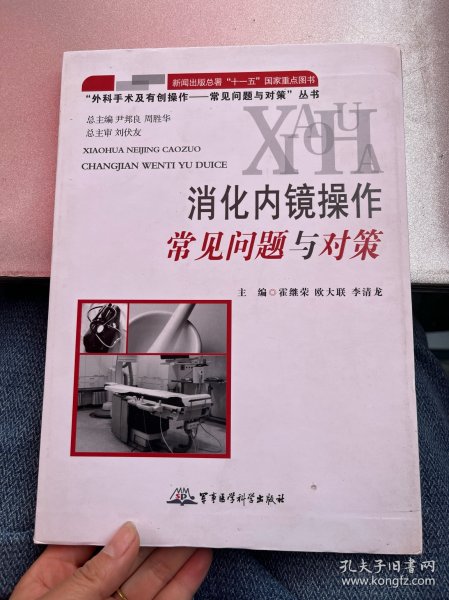 新闻出版总署“十一五”国家重点图书
“外科手术及有创操作——常见问题与对策”丛书
总主编 尹邦良 周胜华
总主审 刘伏友
XIAOHUA NEIJING CAOZUO
CHANGJIAN WENTI YU DUICE
XIAOHUA
消化内镜操作
常见问题与对策
主 编 霍继荣 欧大联 李清龙
军事医学科学出版社
孔夫子旧书网
www.kongfz.com